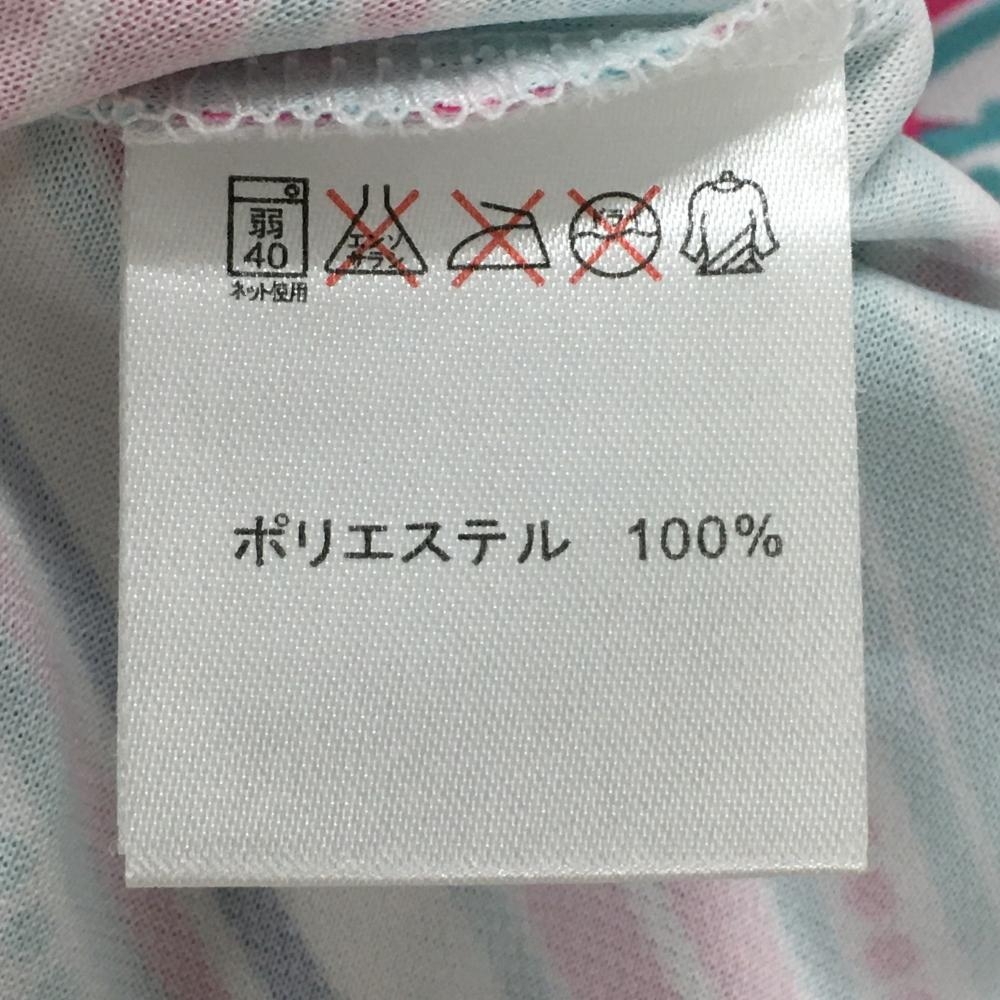 弱
40
ネット使用
エンソ
サラシ
ドライ
ポリエステル 100%